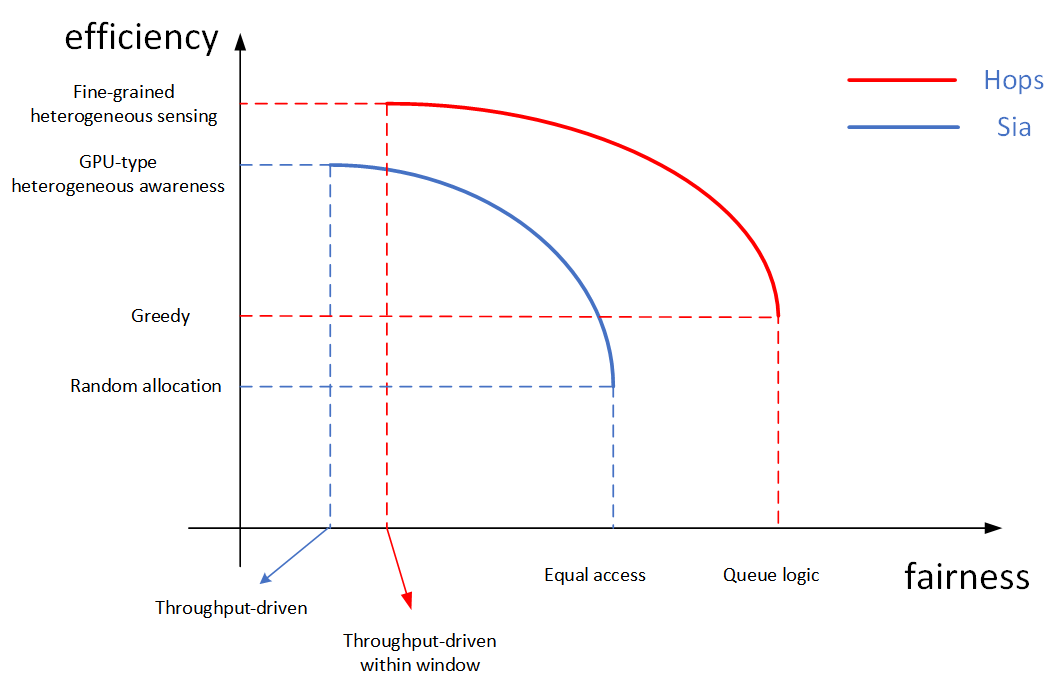 efficiency
Hops
Sia
Fine-grained
heterogeneous sensing
GPU-type
heterogeneous awareness
Greedy
Random allocation
Equal access
Queue logic
fairness
Throughput-driven
Throughput-driven
within window